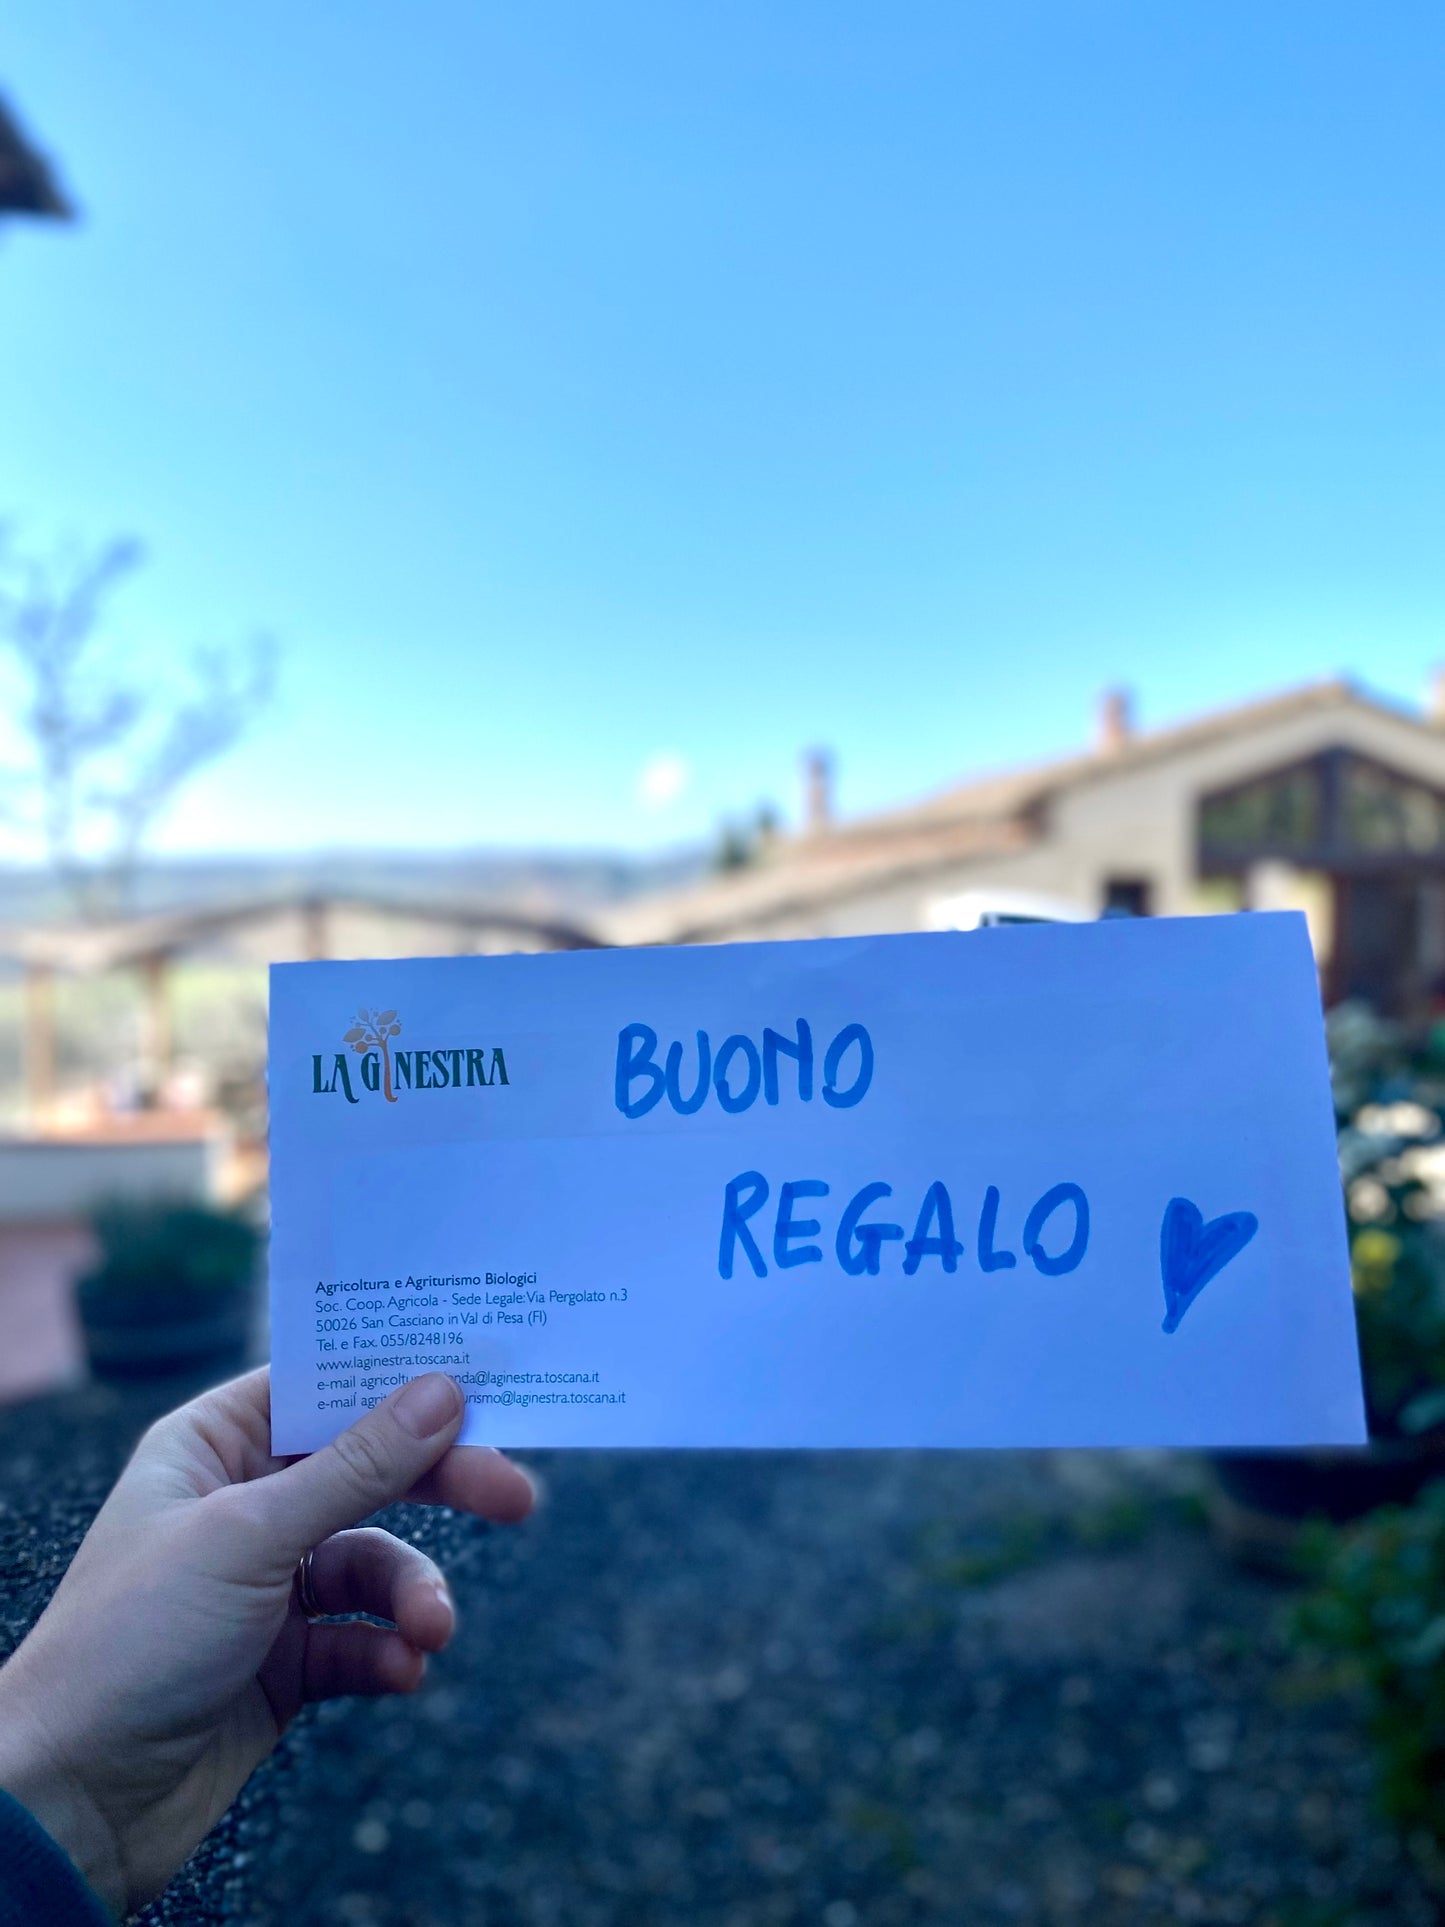 LA GINESTRA
BUONO
REGALO
Agricoltura e Agriturismo Biologici
Soc. Coop. Agricola - Sede Legale: Via Pergolato n.3
50026 San Casciano in Val di Pesa (FI)
Tel. e Fax. 055/8248196
www.laginestra.toscana.it
e-mail
e-mail